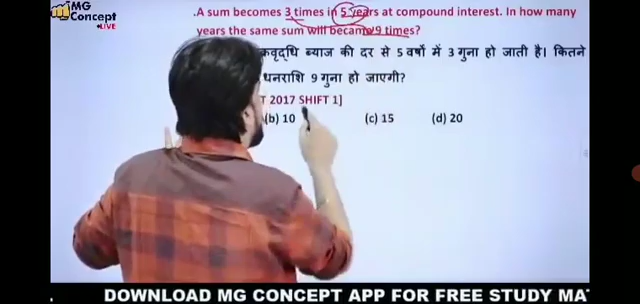 MG
Concept
LIVE
.A sum becomes 3 times in 5 years at compound interest. In how many
years the same sum will became 9 times?
क्रवृद्धि ब्याज की दर से 5 वर्षो में 3 गुना हो जाती है। कितने
धनराशि 9 गुना हो जाएगी?
T 2017 SHIFT 1]
(b) 10 (c) 15 (d) 20
DOWNLOAD MG CONCEPT APP FOR FREE STUDY MA